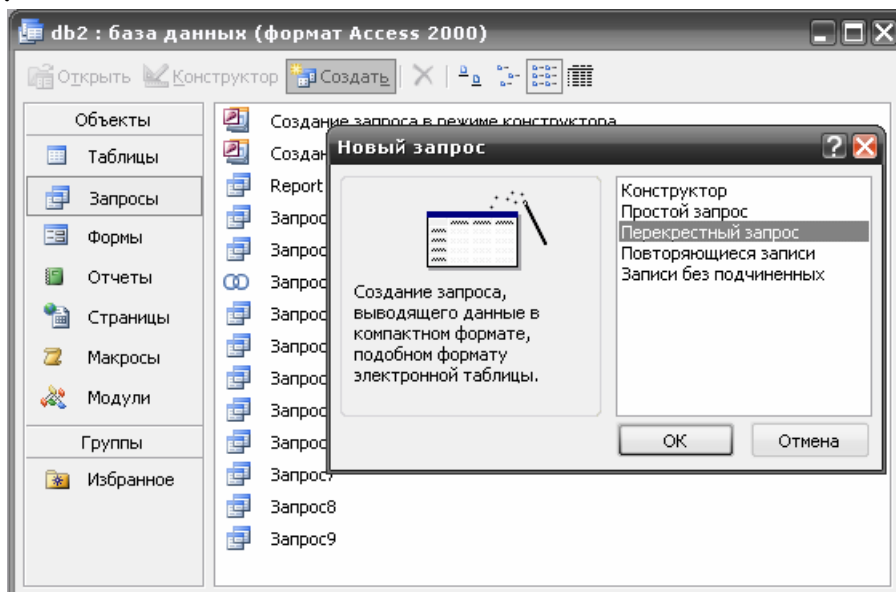 db2 : база данных (формат Access 2000)
Открыть Конструктор Создать
Объекты
Таблицы
Запросы
Формы
Отчеты
Страницы
Макросы
Модули
Группы
Избранное
Создание запроса в режиме конструктора
Создан
Report
Запрос
Запрос
Запрос
Запрос
Запрос
Запрос
Запрос
Запрос
Запрос7
Запрос8
Запрос9
Новый запрос
Создание запроса,
выводящего данные в
компактном формате,
подобном формату
электронной таблицы.
Конструктор
Простой запрос
Перекрестный запрос
Повторяющиеся записи
Записи без подчиненных
ОК
Отмена